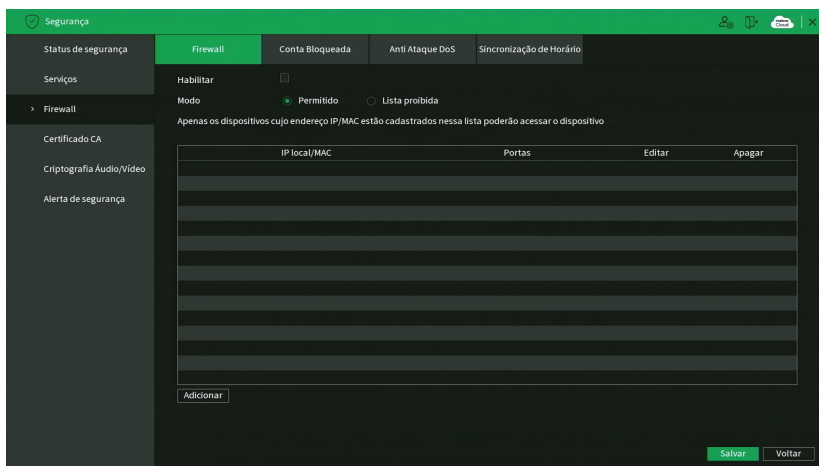 Segurança
Intelbras Cloud
Status de segurança
Serviços
> Firewall
Certificado CA
Criptografia Áudio/Vídeo
Alerta de segurança
Firewall
Conta Bloqueada
Anti Ataque DoS
Sincronização de Horário
Habilitar
Modo
Permitido
Lista proibida
Apenas os dispositivos cujo endereço IP/MAC estão cadastrados nessa lista poderão acessar o dispositivo
IP local/MAC Portas Editar Apagar
Adicionar
Salvar Voltar